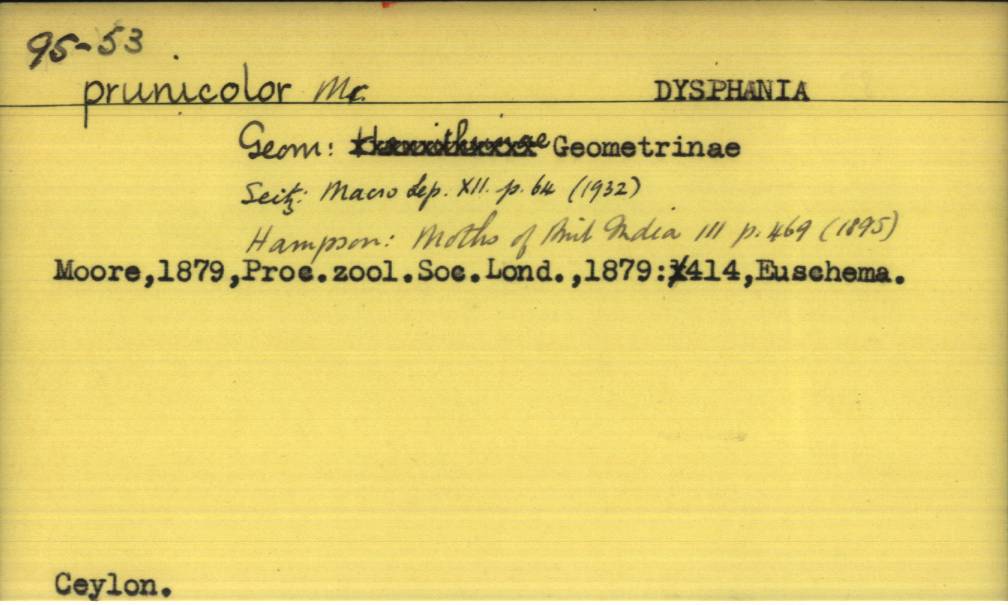 95-53
prunicolor Mr. DYSPHANIA
Geom: Geometrinae
Seitz: Macro Lep. XII. p. 64 (1932)
Hampson: Moths of Brit India III p. 469 (1895)
Moore,1879,Proc.zool.Soc.Lond.,1879:414,Euschema.
Ceylon.